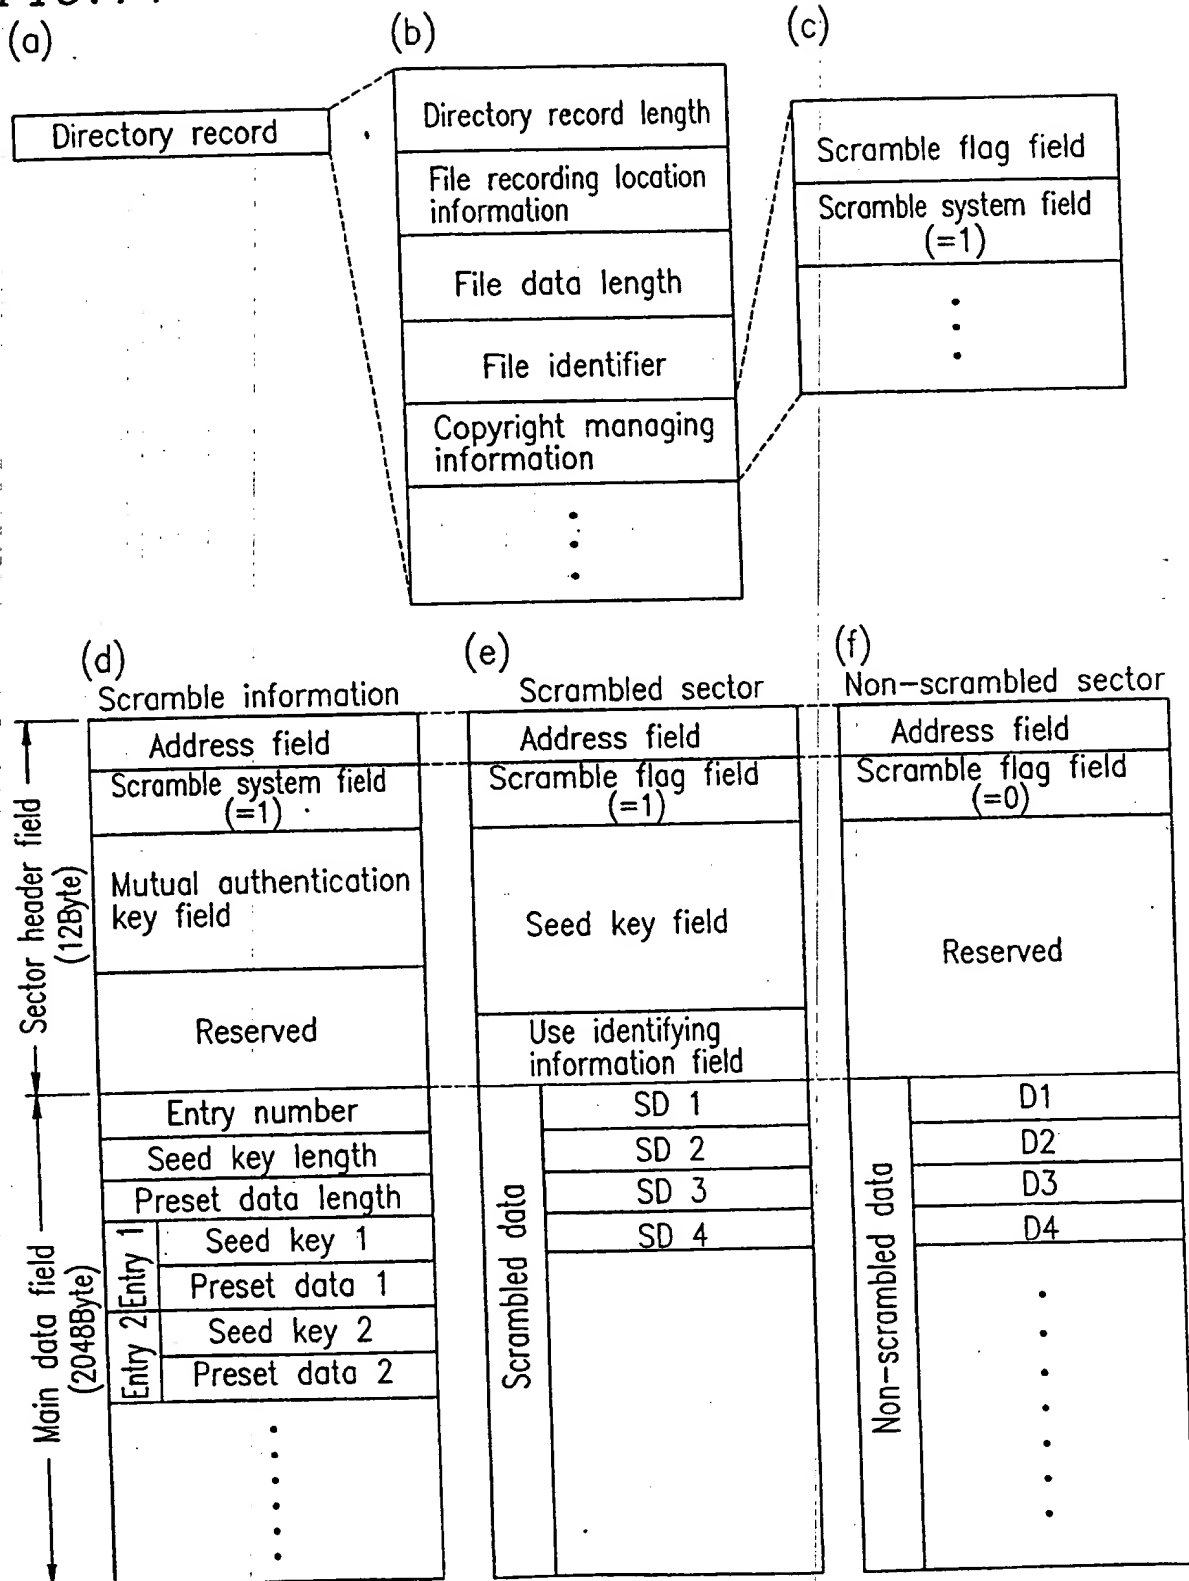 (a)
(b)
(c)
Directory record
Directory record length
File recording location
information
File data length
File identifier
Copyright managing
information
Scramble flag field
Scramble system field
(=1)
(d)
(e)
(f)
Scramble information
Scrambled sector
Non-scrambled sector
Sector header field
(12Byte)
Address field
Scramble system field
(=1)
Mutual authentication
key field
Reserved
Address field
Scramble flag field
(=1)
Seed key field
Use identifying
information field
Address field
Scramble flag field
(=0)
Reserved
Main data field
(2048Byte)
Entry number
Seed key length
Preset data length
Entry 1
Seed key 1
Preset data 1
Entry 2
Seed key 2
Preset data 2
Scrambled data
SD 1
SD 2
SD 3
SD 4
Non-scrambled data
D1
D2
D3
D4